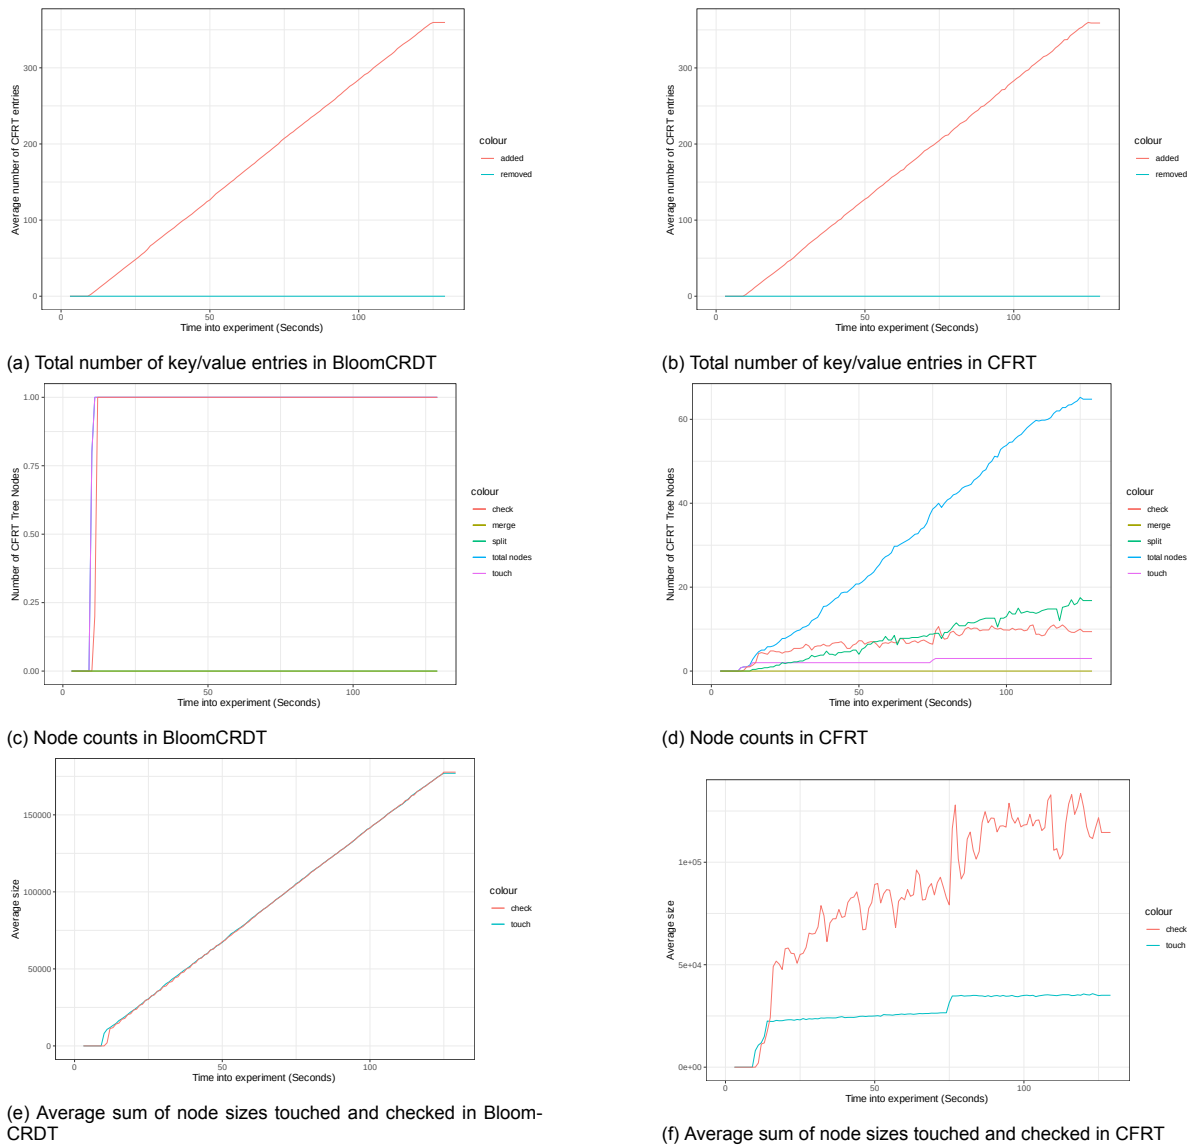 Average number of CFRT entries
300
200
100
0
0
50
100
Time into experiment (Seconds)
colour
added
removed
(a) Total number of key/value entries in BloomCRDT
Average number of CFRT entries
300
200
100
0
0
50
100
Time into experiment (Seconds)
colour
added
removed
(b) Total number of key/value entries in CFRT
Number of CFRT Tree Nodes
1.00
0.75
0.50
0.25
0.00
0
50
100
Time into experiment (Seconds)
colour
check
merge
split
total nodes
touch
(c) Node counts in BloomCRDT
Number of CFRT Tree Nodes
60
40
20
0
0
50
100
Time into experiment (Seconds)
colour
check
merge
split
total nodes
touch
(d) Node counts in CFRT
Average size
150000
100000
50000
0
0
50
100
Time into experiment (Seconds)
colour
check
touch
(e) Average sum of node sizes touched and checked in Bloom-
CRDT
Average size
1e+05
5e+04
0e+00
0
50
100
Time into experiment (Seconds)
colour
check
touch
(f) Average sum of node sizes touched and checked in CFRT